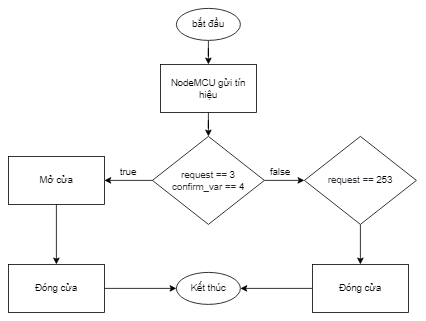 bắt đầu
NodeMCU gửi tín
hiệu
true
request == 3
confirm_var == 4
false
Mở cửa
request == 253
Đóng cửa
Kết thúc
Đóng cửa